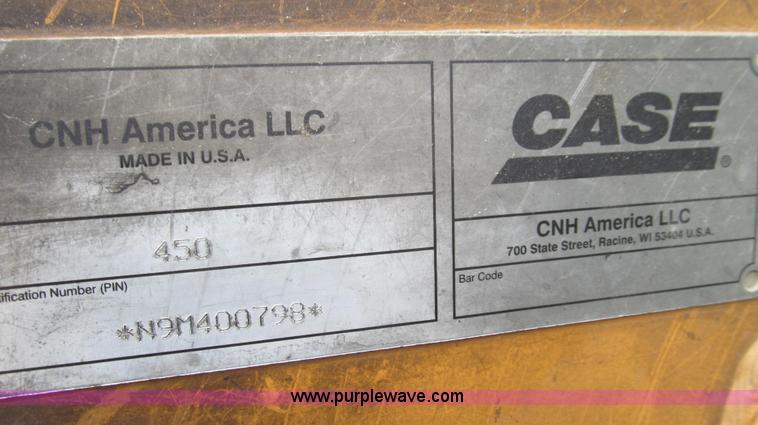 CNH America LLC
MADE IN U.S.A.
450
ification Number (PIN)
*N9M400798*
CASE®
CNH America LLC
700 State Street, Racine, WI 53404 U.S.A.
Bar Code
www.purplewave.com